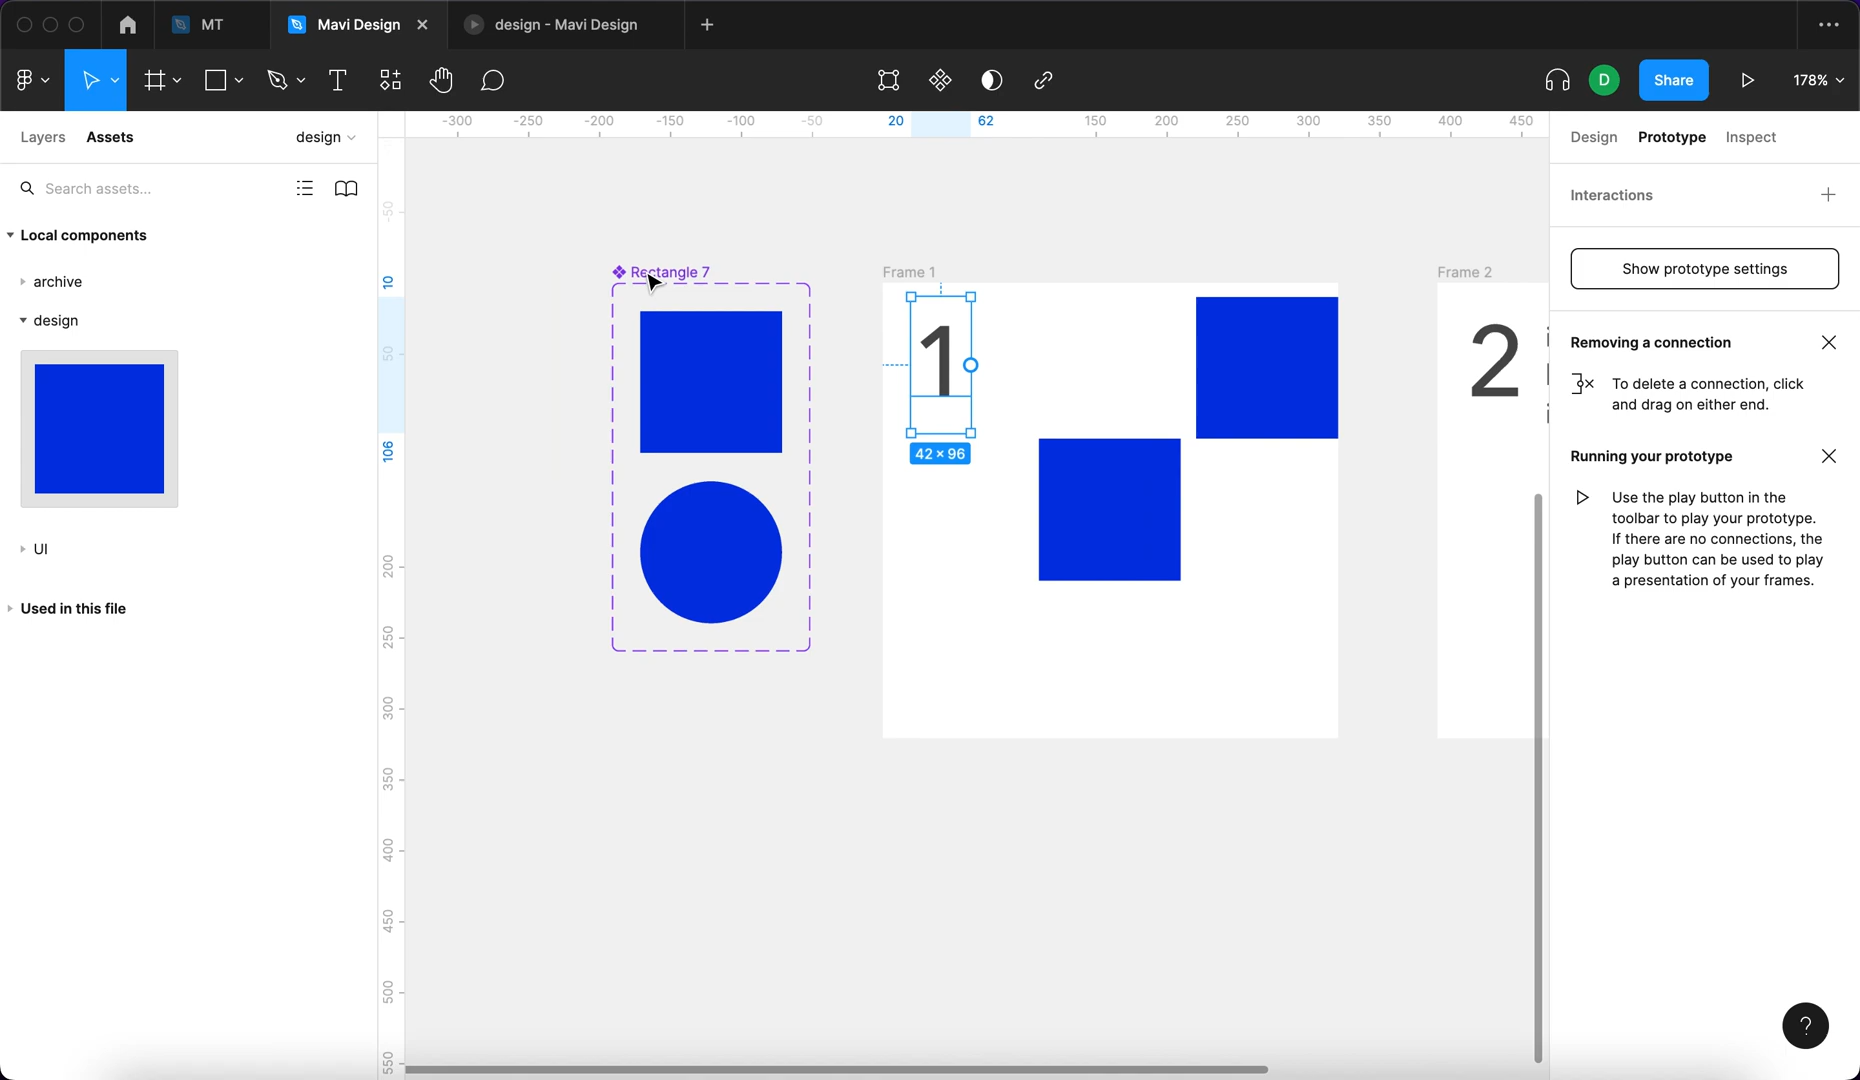 MT
Mavi Design
design - Mavi Design
D
Share
178%
Layers
Assets
design
Search assets...
Local components
archive
design
UI
Used in this file
-300
-250
-200
-150
-100
-50
20
62
150
200
250
300
350
400
450
-50
10
50
106
200
250
300
350
400
450
500
550
Rectangle 7
Frame 1
1
42 × 96
Frame 2
2
Design
Prototype
Inspect
Interactions
Show prototype settings
Removing a connection
To delete a connection, click
and drag on either end.
Running your prototype
Use the play button in the
toolbar to play your prototype.
If there are no connections, the
play button can be used to play
a presentation of your frames.
?